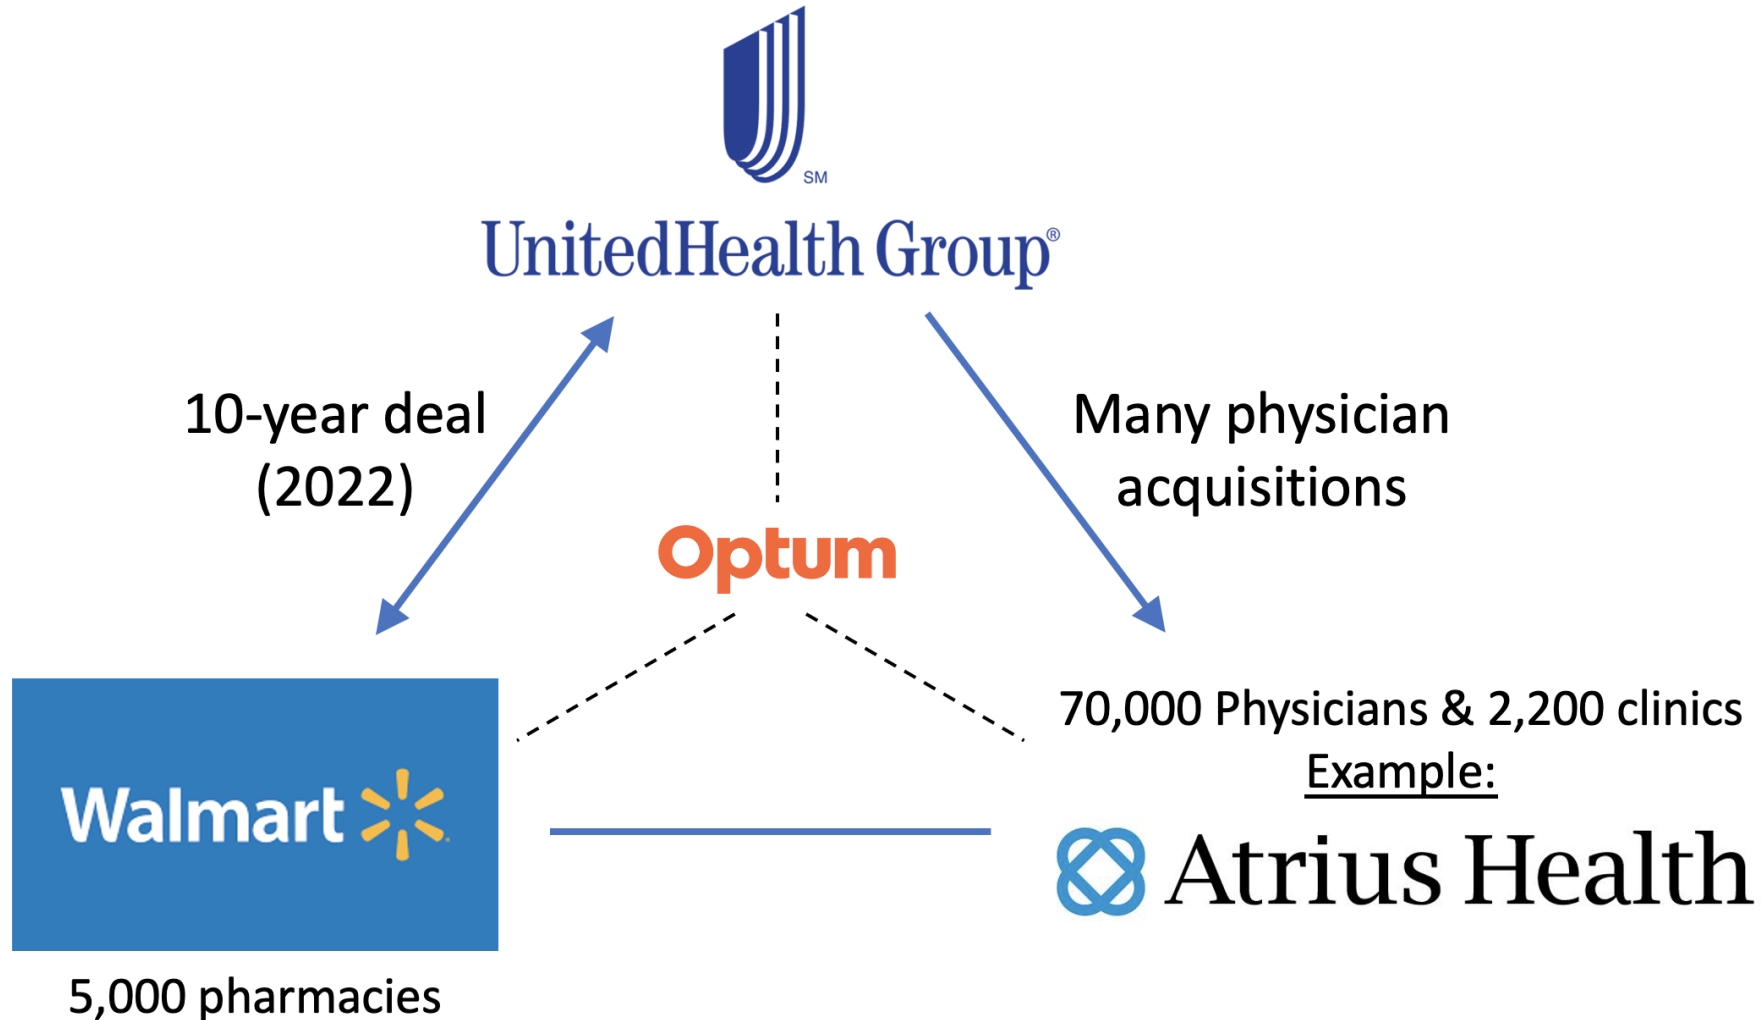 SM
UnitedHealth Group®
10-year deal
(2022)
Many physician
acquisitions
Optum
70,000 Physicians & 2,200 clinics
Example:
Walmart
Atrius Health
5,000 pharmacies